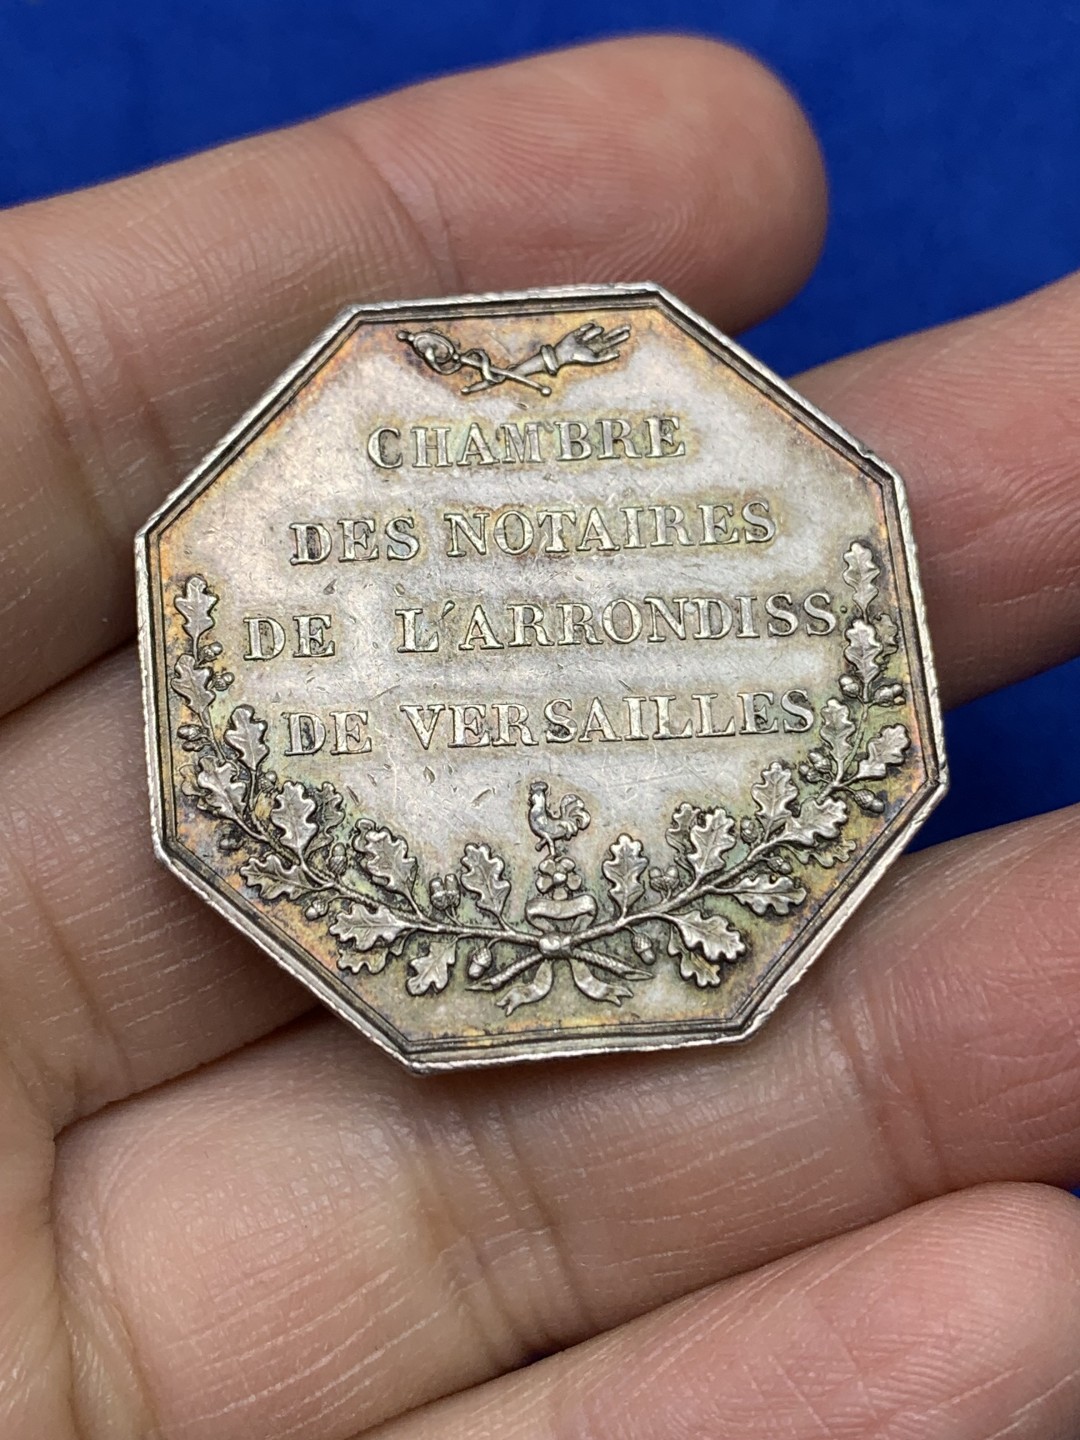 CHAMBRE
DES NOTAIRES
DE L'ARRONDISS.
DE VERSAILLES